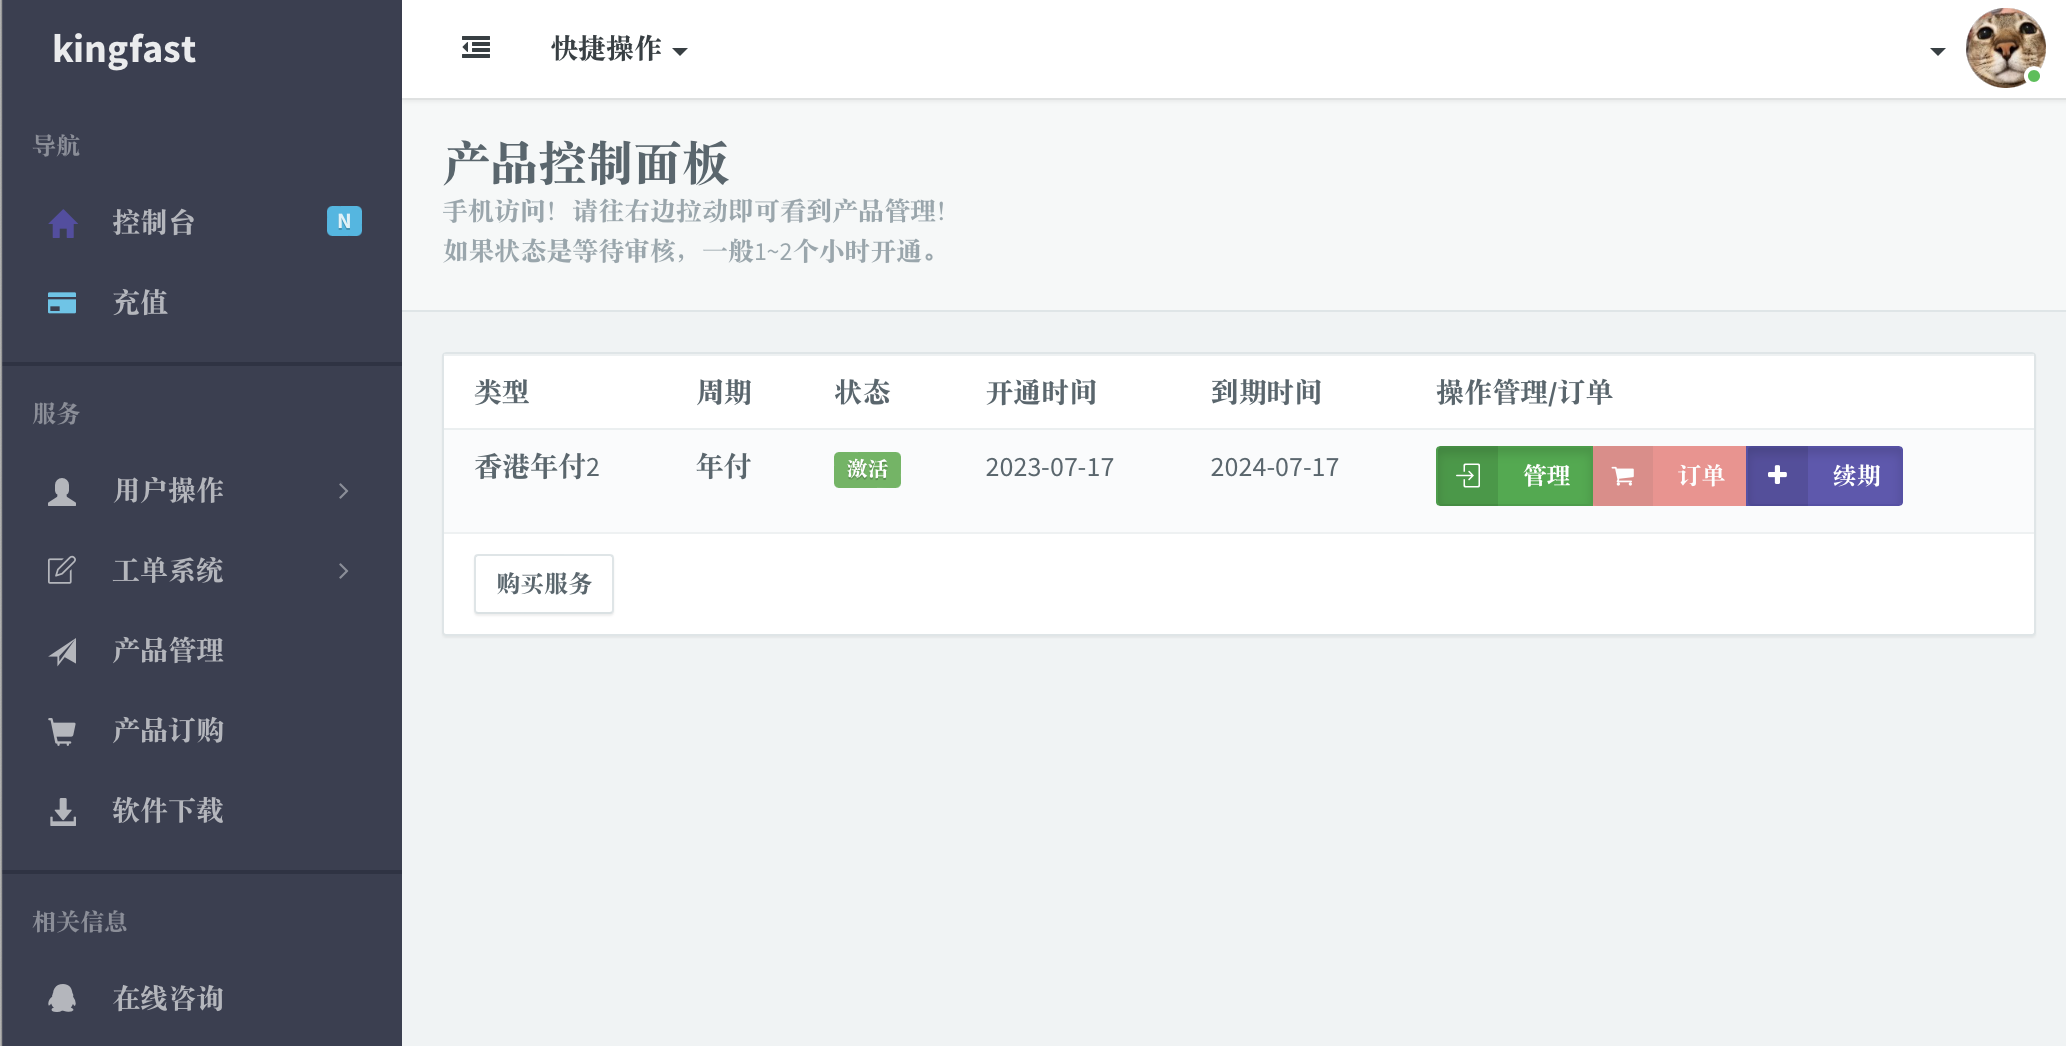 kingfast
导航
控制台 N
充值
服务
用户操作
工单系统
产品管理
产品订购
软件下载
相关信息
在线咨询
快捷操作
产品控制面板
手机访问！请往右边拉动即可看到产品管理！
如果状态是等待审核，一般1~2个小时开通。
类型 周期 状态 开通时间 到期时间 操作管理/订单
香港年付2 年付 激活 2023-07-17 2024-07-17 管理 订单 续期
购买服务